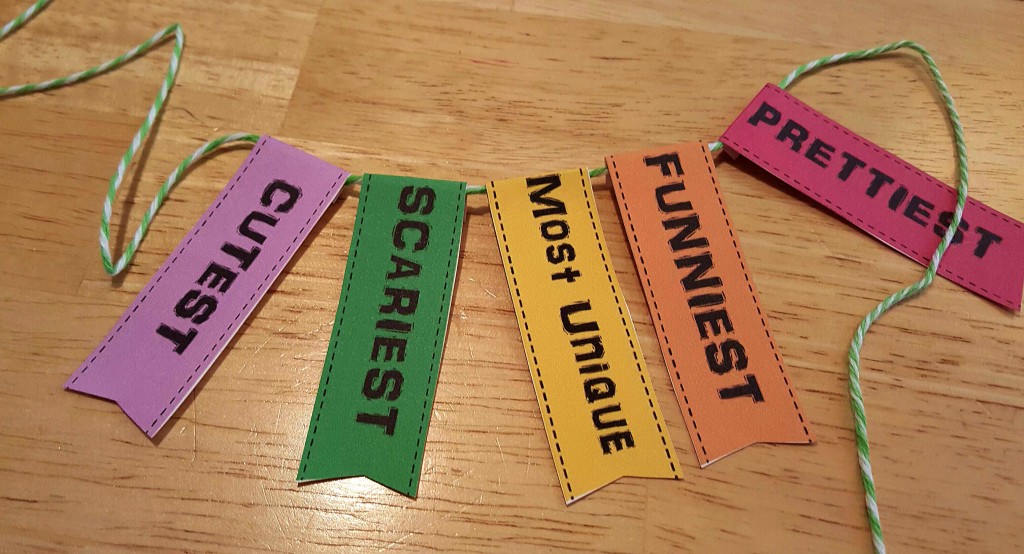 CUTEST
SCARIEST
Most UniQUE
FUNNIEST
PRETTIEST